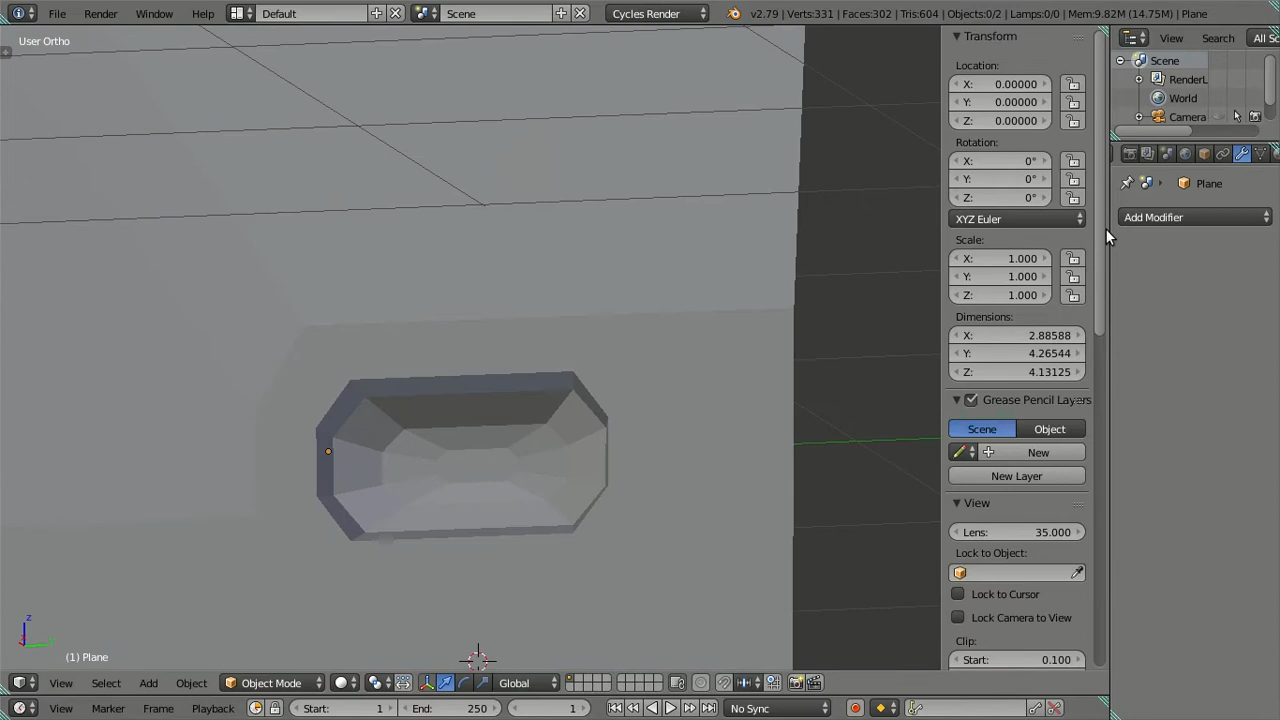 File Render Window Help Default Scene Cycles Render v2.79 | Verts:331 | Faces:302 | Tris:604 | Objects:0/2 | Lamps:0/0 | Mem:9.82M (14.75M) | Plane
User Ortho
Transform
View Search All Sc
Location:
Scene
X: 0.00000
RenderL
Y: 0.00000
World
Z: 0.00000
Camera
Rotation:
X: 0°
Y: 0°
Plane
Z: 0°
XYZ Euler
Add Modifier
Scale:
X: 1.000
Y: 1.000
Z: 1.000
Dimensions:
X: 2.88588
Y: 4.26544
Z: 4.13125
Grease Pencil Layers
Scene Object
New
New Layer
View
Lens: 35.000
Lock to Object:
Lock to Cursor
Lock Camera to View
z
x y
Clip:
(1) Plane
Start: 0.100
View Select Add Object Object Mode Global
View Marker Frame Playback Start: 1 End: 250 1 No Sync